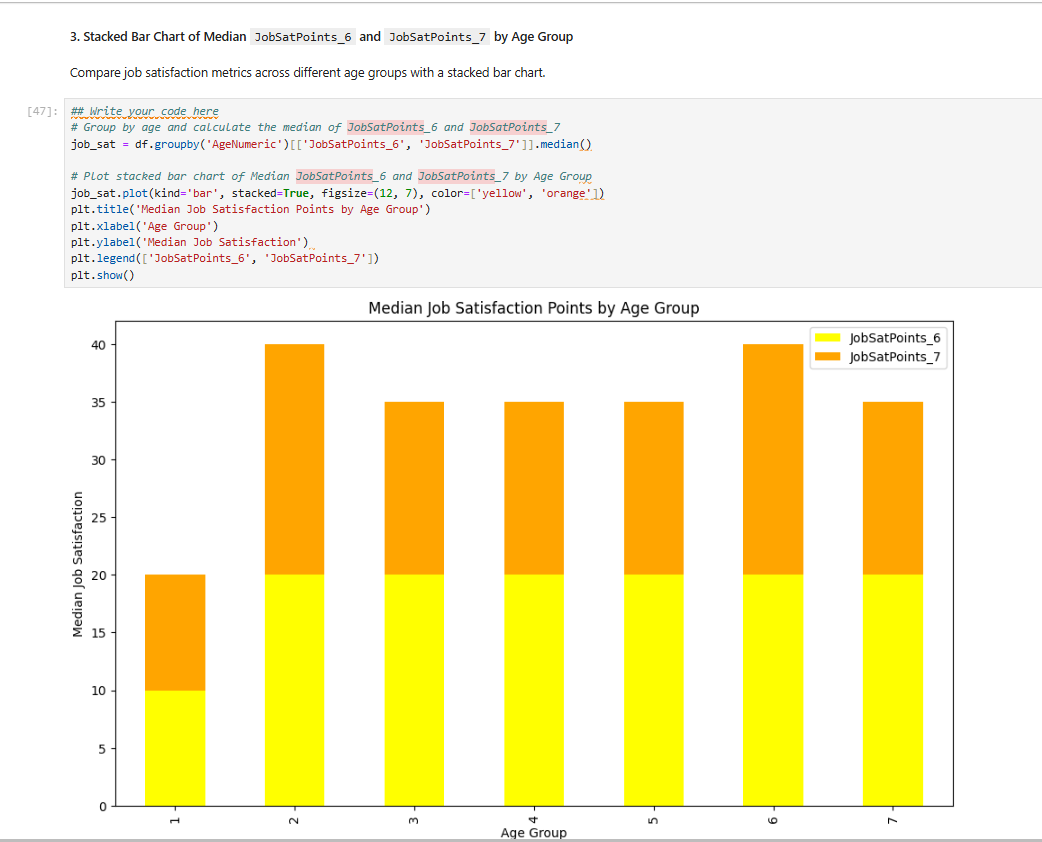 3. Stacked Bar Chart of Median JobSatPoints_6 and JobSatPoints_7 by Age Group
Compare job satisfaction metrics across different age groups with a stacked bar chart.
[47]:
## Write your code here
# Group by age and calculate the median of JobSatPoints_6 and JobSatPoints_7
job_sat = df.groupby('AgeNumeric')[['JobSatPoints_6', 'JobSatPoints_7']].median()
# Plot stacked bar chart of Median JobSatPoints_6 and JobSatPoints_7 by Age Group
job_sat.plot(kind='bar', stacked=True, figsize=(12, 7), color=['yellow', 'orange'])
plt.title('Median Job Satisfaction Points by Age Group')
plt.xlabel('Age Group')
plt.ylabel('Median Job Satisfaction')
plt.legend(['JobSatPoints_6', 'JobSatPoints_7'])
plt.show()
Median Job Satisfaction Points by Age Group
JobSatPoints_6
JobSatPoints_7
Median Job Satisfaction
40
35
30
25
20
15
10
5
0
1 2 3 4 5 6 7
Age Group